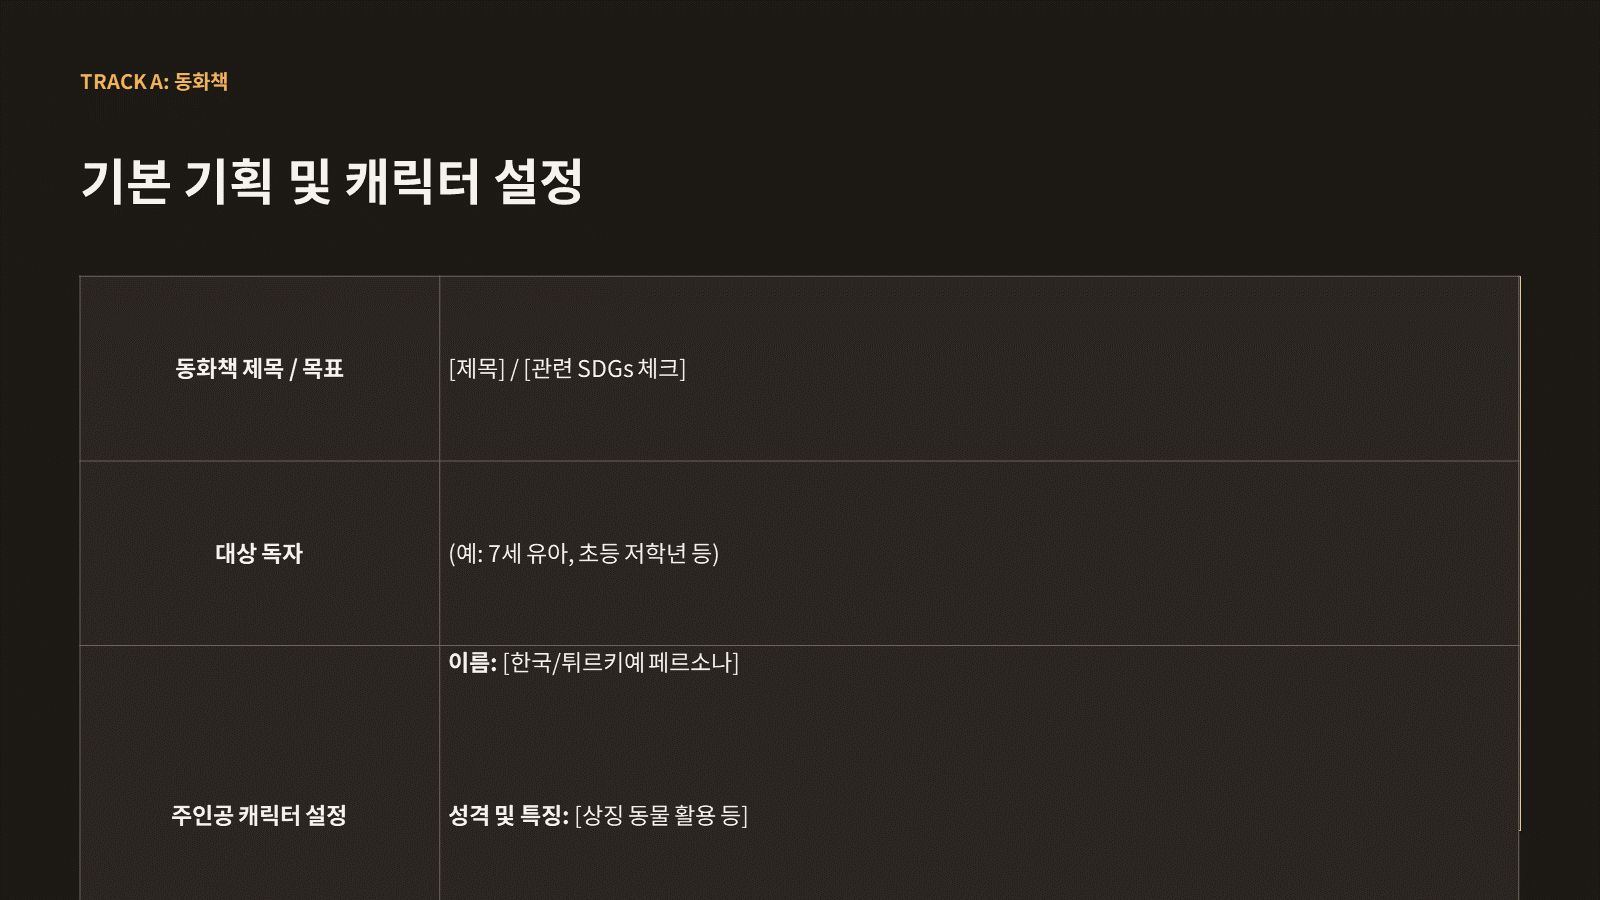 TRACK A: 동화책
기본 기획 및 캐릭터 설정
동화책 제목 / 목표
[제목] / [관련 SDGs 체크]
대상 독자
(예: 7세 유아, 초등 저학년 등)
주인공 캐릭터 설정
이름: [한국/튀르키예 페르소나]
성격 및 특징: [상징 동물 활용 등]